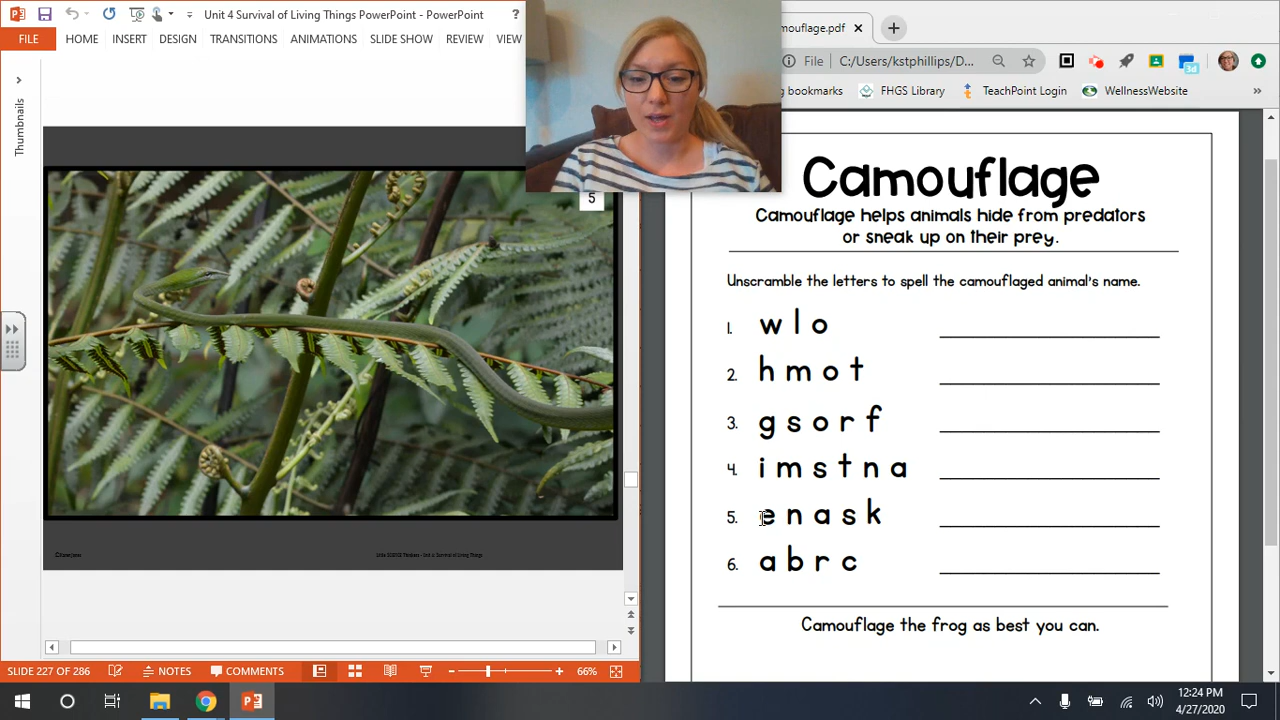 Unit 4 Survival of Living Things PowerPoint - PowerPoint
?
FILE
HOME
INSERT
DESIGN
TRANSITIONS
ANIMATIONS
SLIDE SHOW
REVIEW
VIEW
Thumbnails
5
SLIDE 227 OF 286
NOTES
COMMENTS
66%
mouflage.pdf
File
C:/Users/kstphillips/D...
3d
bookmarks
FHGS Library
TeachPoint Login
WellnessWebsite
Camouflage
Camouflage helps animals hide from predators
or sneak up on their prey.
Unscramble the letters to spell the camouflaged animal's name.
1. w l o
2. h m o t
3. g s o r f
4. i m s t n a
5. e n a s k
6. a b r c
Camouflage the frog as best you can.
12:24 PM
4/27/2020